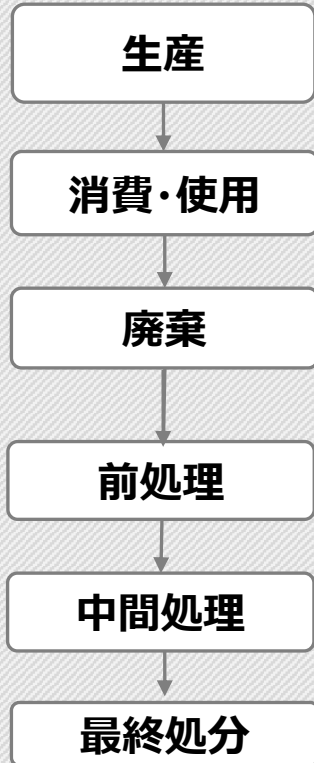 生産
消費・使用
廃棄
前処理
中間処理
最終処分